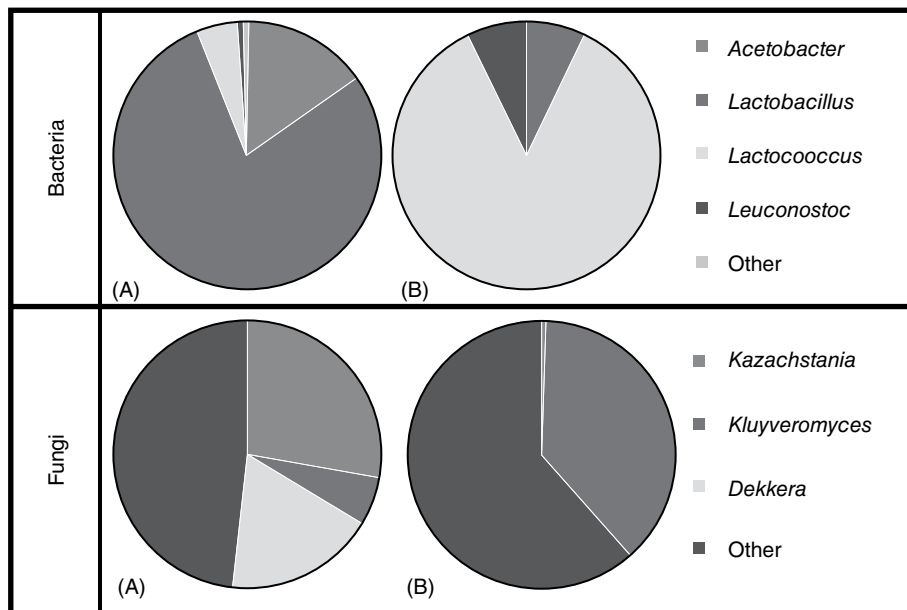 Bacteria
(A)
(B)
Acetobacter
Lactobacillus
Lactocooccus
Leuconostoc
Other
Fungi
(A)
(B)
Kazachstania
Kluyveromyces
Dekkera
Other